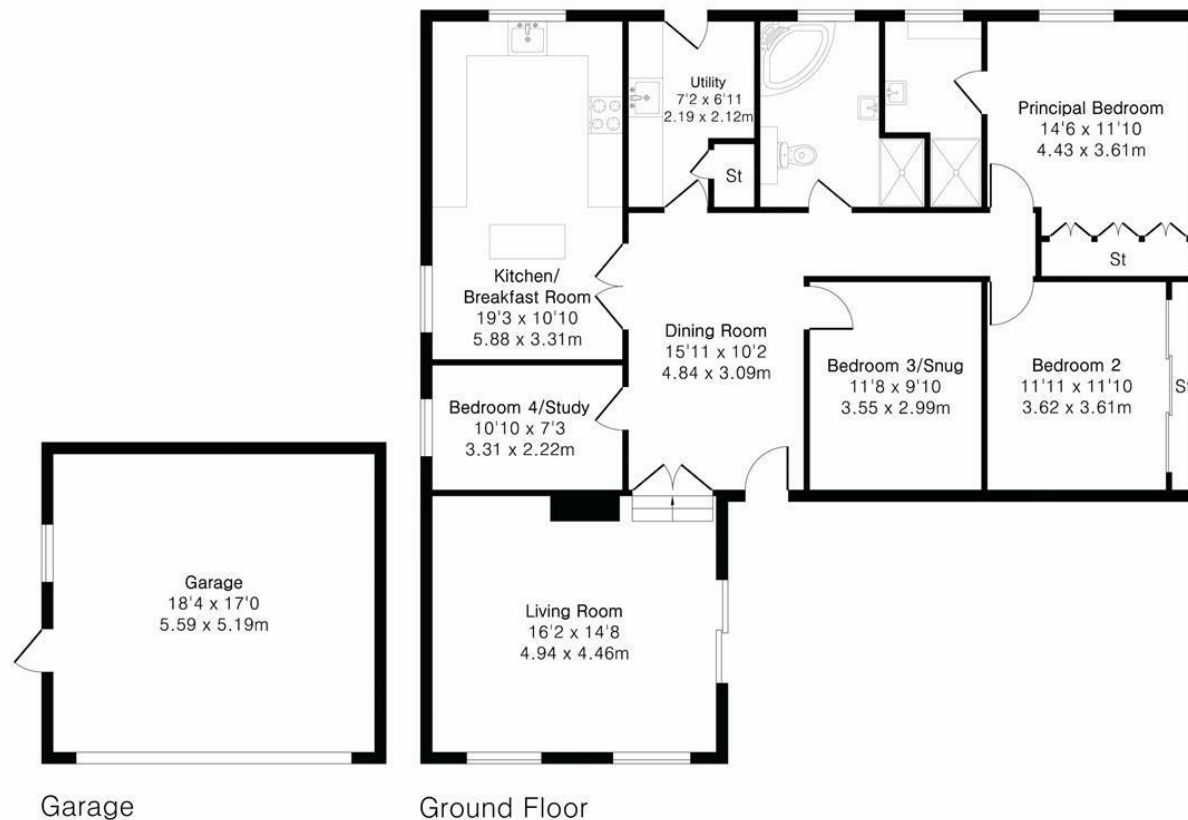 Utility
7'2 x 6'11
2.19 x 2.12m
St
Principal Bedroom
14'6 x 11'10
4.43 x 3.61m
St
Kitchen/
Breakfast Room
19'3 x 10'10
5.88 x 3.31m
Dining Room
15'11 x 10'2
4.84 x 3.09m
Bedroom 3/Snug
11'8 x 9'10
3.55 x 2.99m
Bedroom 2
11'11 x 11'10
3.62 x 3.61m
St
Bedroom 4/Study
10'10 x 7'3
3.31 x 2.22m
Garage
18'4 x 17'0
5.59 x 5.19m
Living Room
16'2 x 14'8
4.94 x 4.46m
Garage
Ground Floor